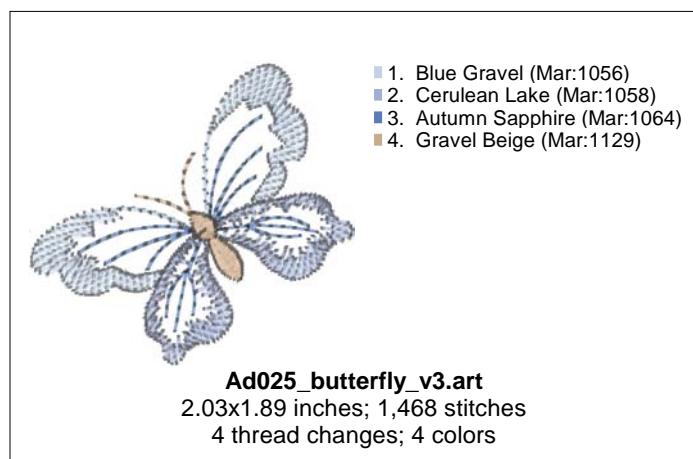 1. Blue Gravel (Mar:1056)
2. Cerulean Lake (Mar:1058)
3. Autumn Sapphire (Mar:1064)
4. Gravel Beige (Mar:1129)
Ad025_butterfly_v3.art
2.03x1.89 inches; 1,468 stitches
4 thread changes; 4 colors